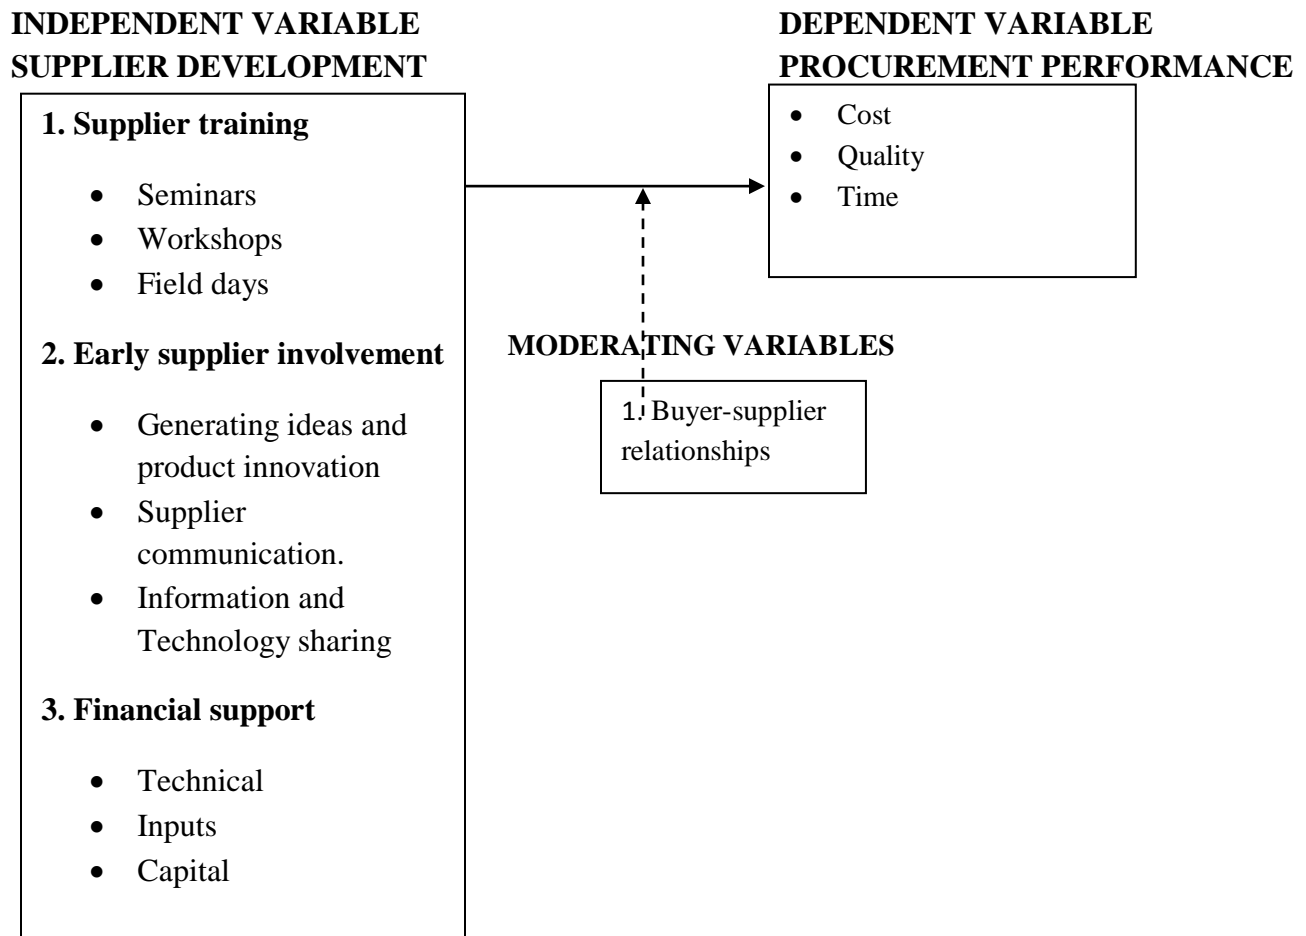 INDEPENDENT VARIABLE
SUPPLIER DEVELOPMENT
1. Supplier training
• Seminars
• Workshops
• Field days
2. Early supplier involvement
• Generating ideas and
product innovation
• Supplier
communication.
• Information and
Technology sharing
3. Financial support
• Technical
• Inputs
• Capital
DEPENDENT VARIABLE
PROCUREMENT PERFORMANCE
• Cost
• Quality
• Time
MODERATING VARIABLES
1. Buyer-supplier
relationships